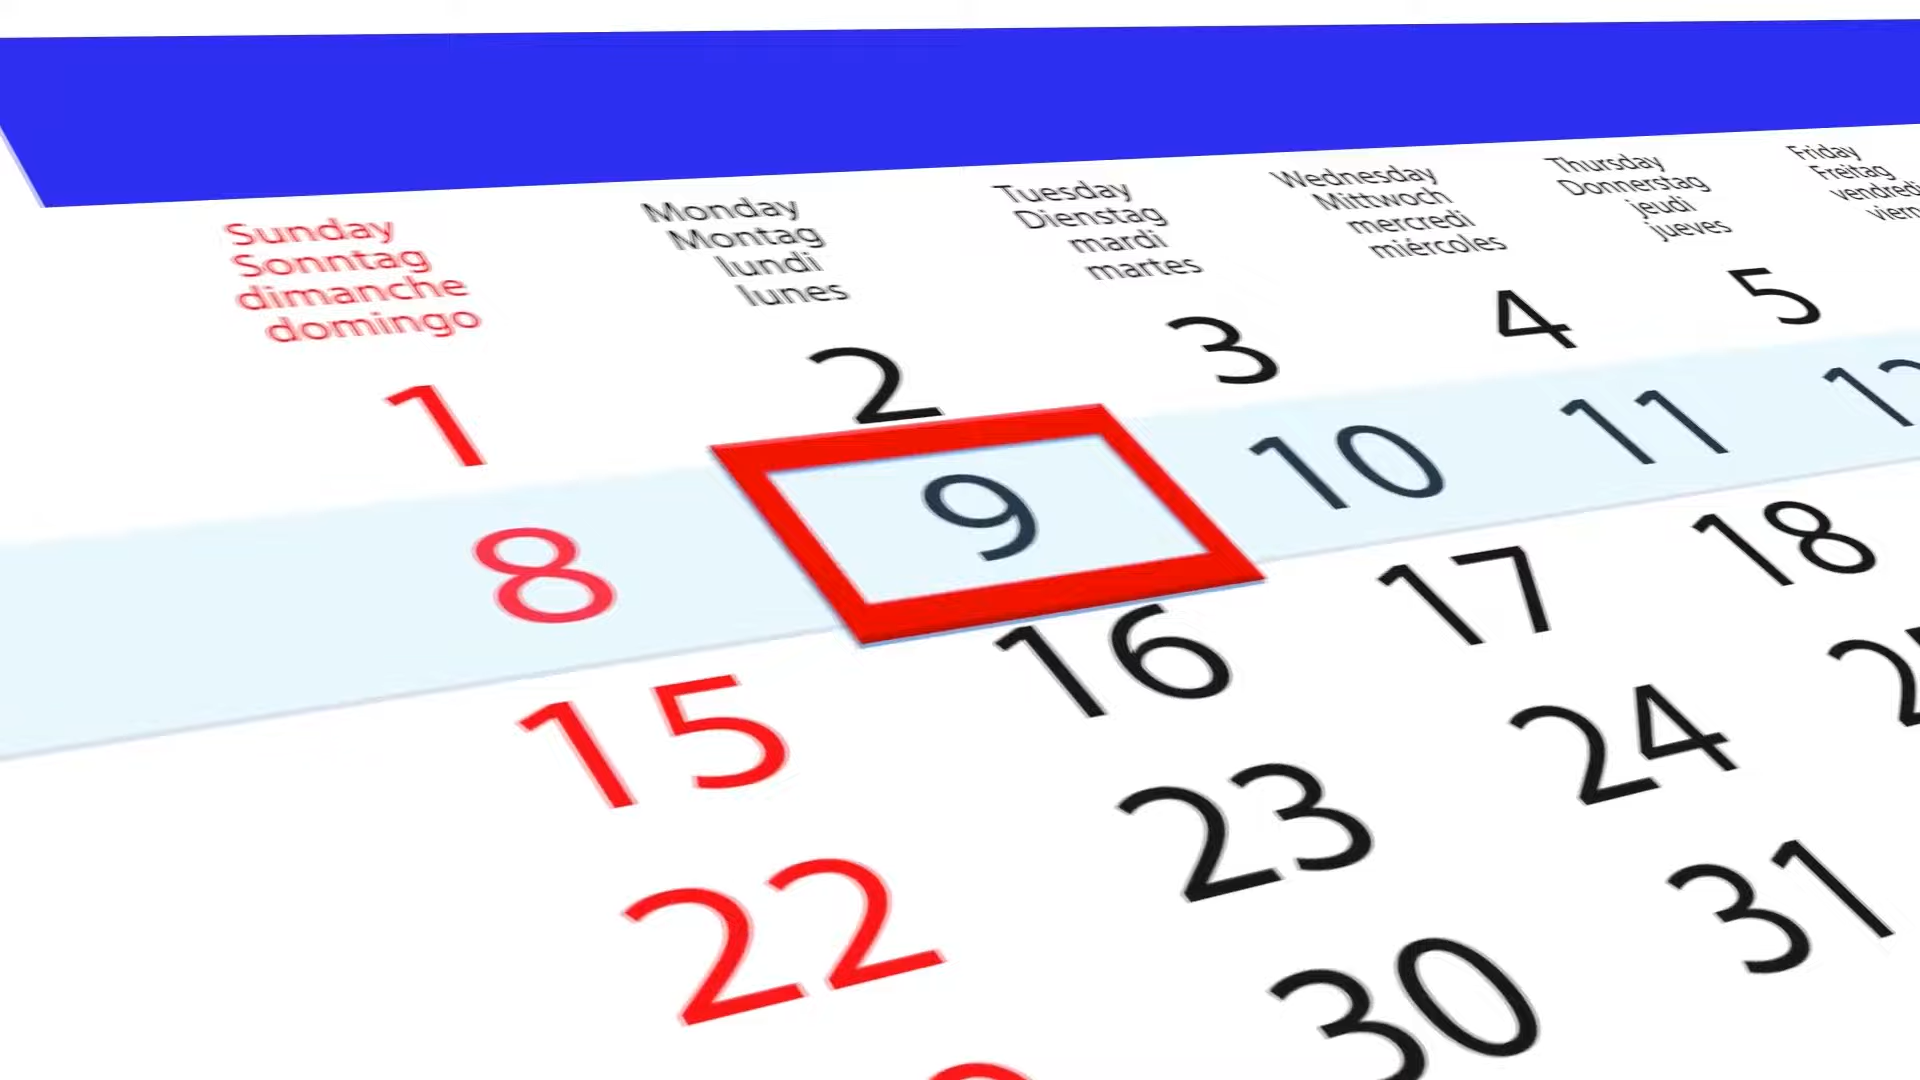 Sunday Monday Tuesday Wednesday Thursday Friday
Sonntag Montag Dienstag Mittwoch Donnerstag Freitag
dimanche lundi mardi mercredi jeudi
domingo lunes martes miércoles jueves
1 2 3 4 5
8 9 10 11
15 16 17 18
22 23 24
30 31